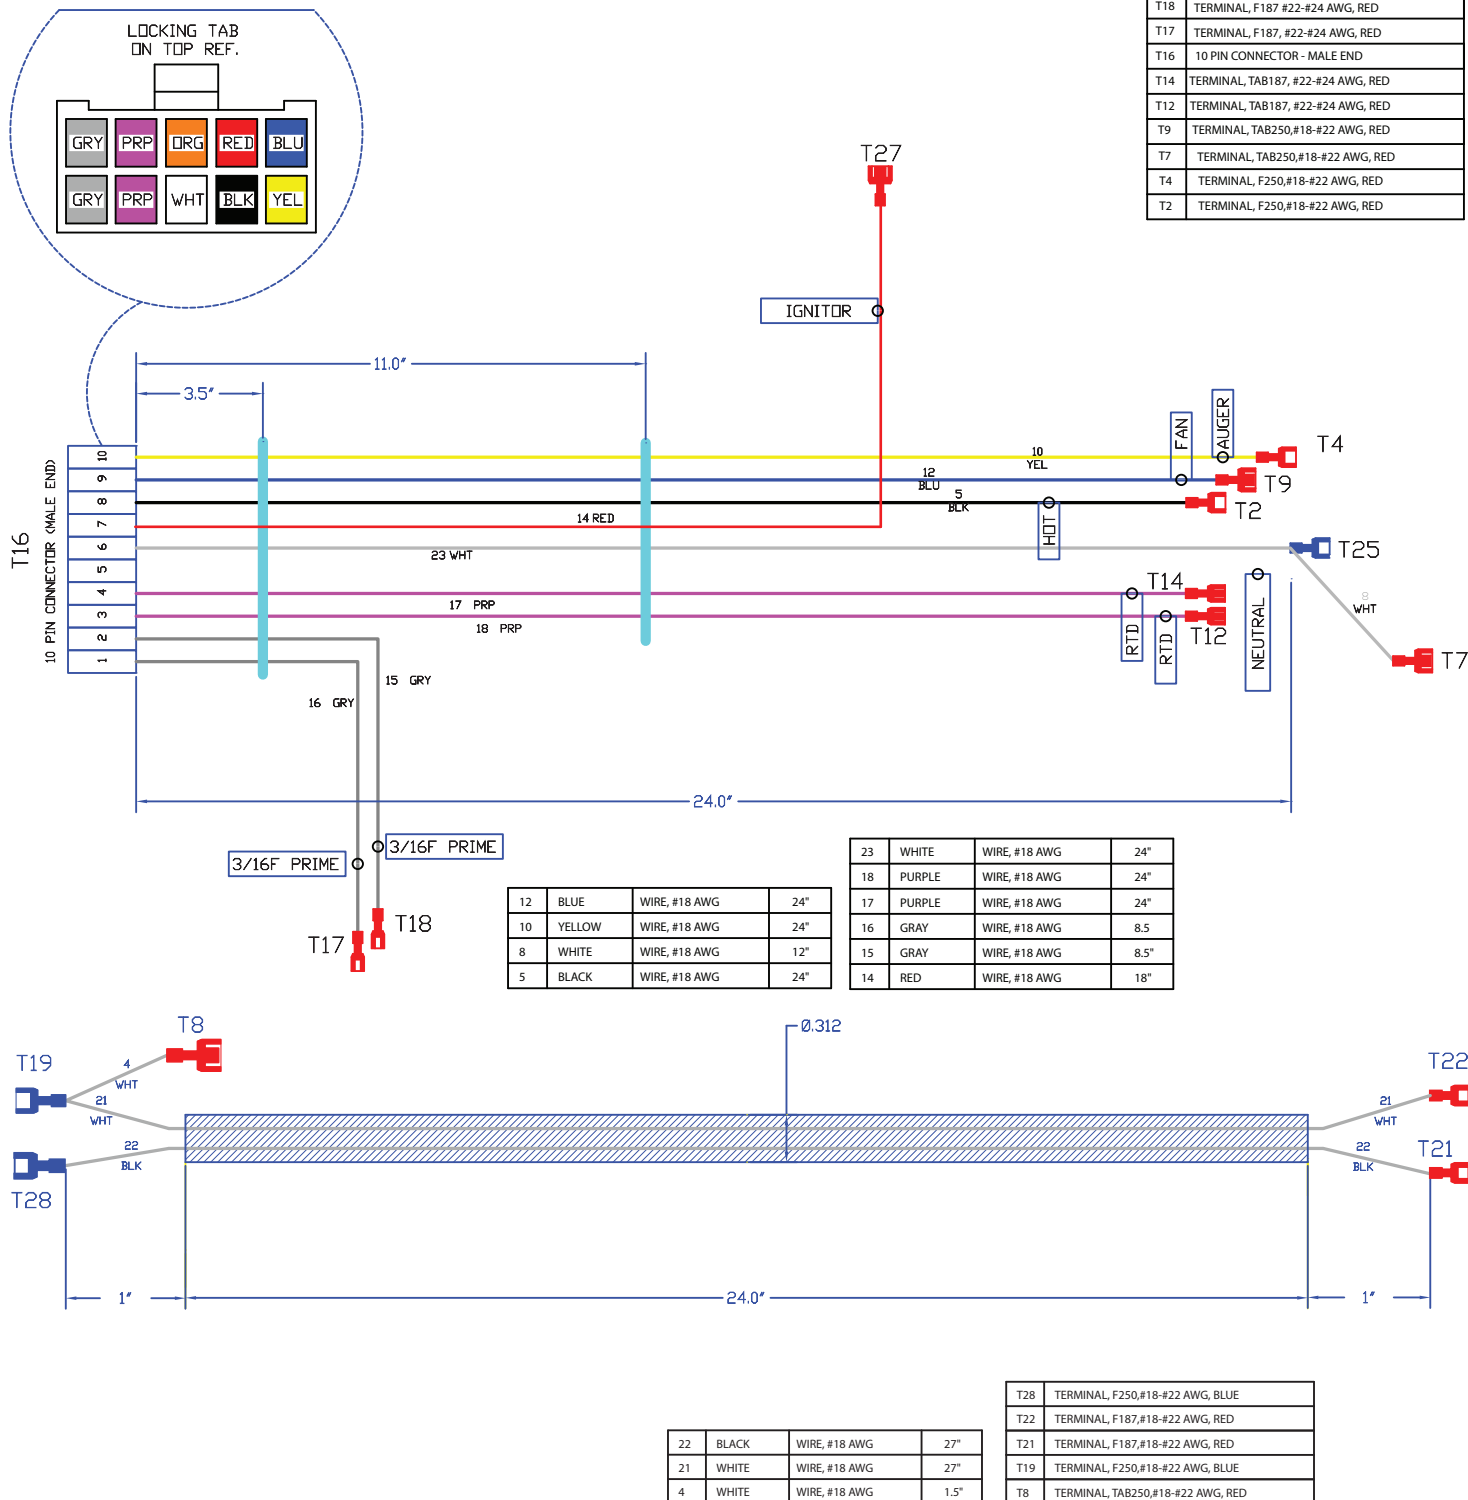 LOCKING TAB
ON TOP REF.
GRY PRP ORG RED BLU
GRY PRP WHT BLK YEL
T18 TERMINAL, F187 #22-#24 AWG, RED
T17 TERMINAL, F187, #22-#24 AWG, RED
T16 10 PIN CONNECTOR - MALE END
T14 TERMINAL, TAB187, #22-#24 AWG, RED
T12 TERMINAL, TAB187, #22-#24 AWG, RED
T9 TERMINAL, TAB250,#18-#22 AWG, RED
T7 TERMINAL, TAB250,#18-#22 AWG, RED
T4 TERMINAL, F250,#18-#22 AWG, RED
T2 TERMINAL, F250,#18-#22 AWG, RED
T27
IGNITOR
11.0"
3.5"
T16
10 PIN CONNECTOR (MALE END)
10
9
8
7
6
5
4
3
2
1
FAN
AUGER
10
YEL
T4
12
BLU
T9
5
BLK
T2
HOT
14 RED
23 WHT
T25
8
WHT
T7
NEUTRAL
17 PRP
T14
18 PRP
T12
RTD
RTD
15 GRY
16 GRY
24.0"
3/16F PRIME
3/16F PRIME
T18
T17
12 BLUE WIRE, #18 AWG 24"
10 YELLOW WIRE, #18 AWG 24"
8 WHITE WIRE, #18 AWG 12"
5 BLACK WIRE, #18 AWG 24"
23 WHITE WIRE, #18 AWG 24"
18 PURPLE WIRE, #18 AWG 24"
17 PURPLE WIRE, #18 AWG 24"
16 GRAY WIRE, #18 AWG 8.5
15 GRAY WIRE, #18 AWG 8.5"
14 RED WIRE, #18 AWG 18"
T8
T19
4
WHT
21
WHT
22
BLK
T28
Ø.312
T22
21
WHT
22
BLK
T21
1"
24.0"
1"
22 BLACK WIRE, #18 AWG 27"
21 WHITE WIRE, #18 AWG 27"
4 WHITE WIRE, #18 AWG 1.5"
T28 TERMINAL, F250,#18-#22 AWG, BLUE
T22 TERMINAL, F187,#18-#22 AWG, RED
T21 TERMINAL, F187,#18-#22 AWG, RED
T19 TERMINAL, F250,#18-#22 AWG, BLUE
T8 TERMINAL, TAB250,#18-#22 AWG, RED